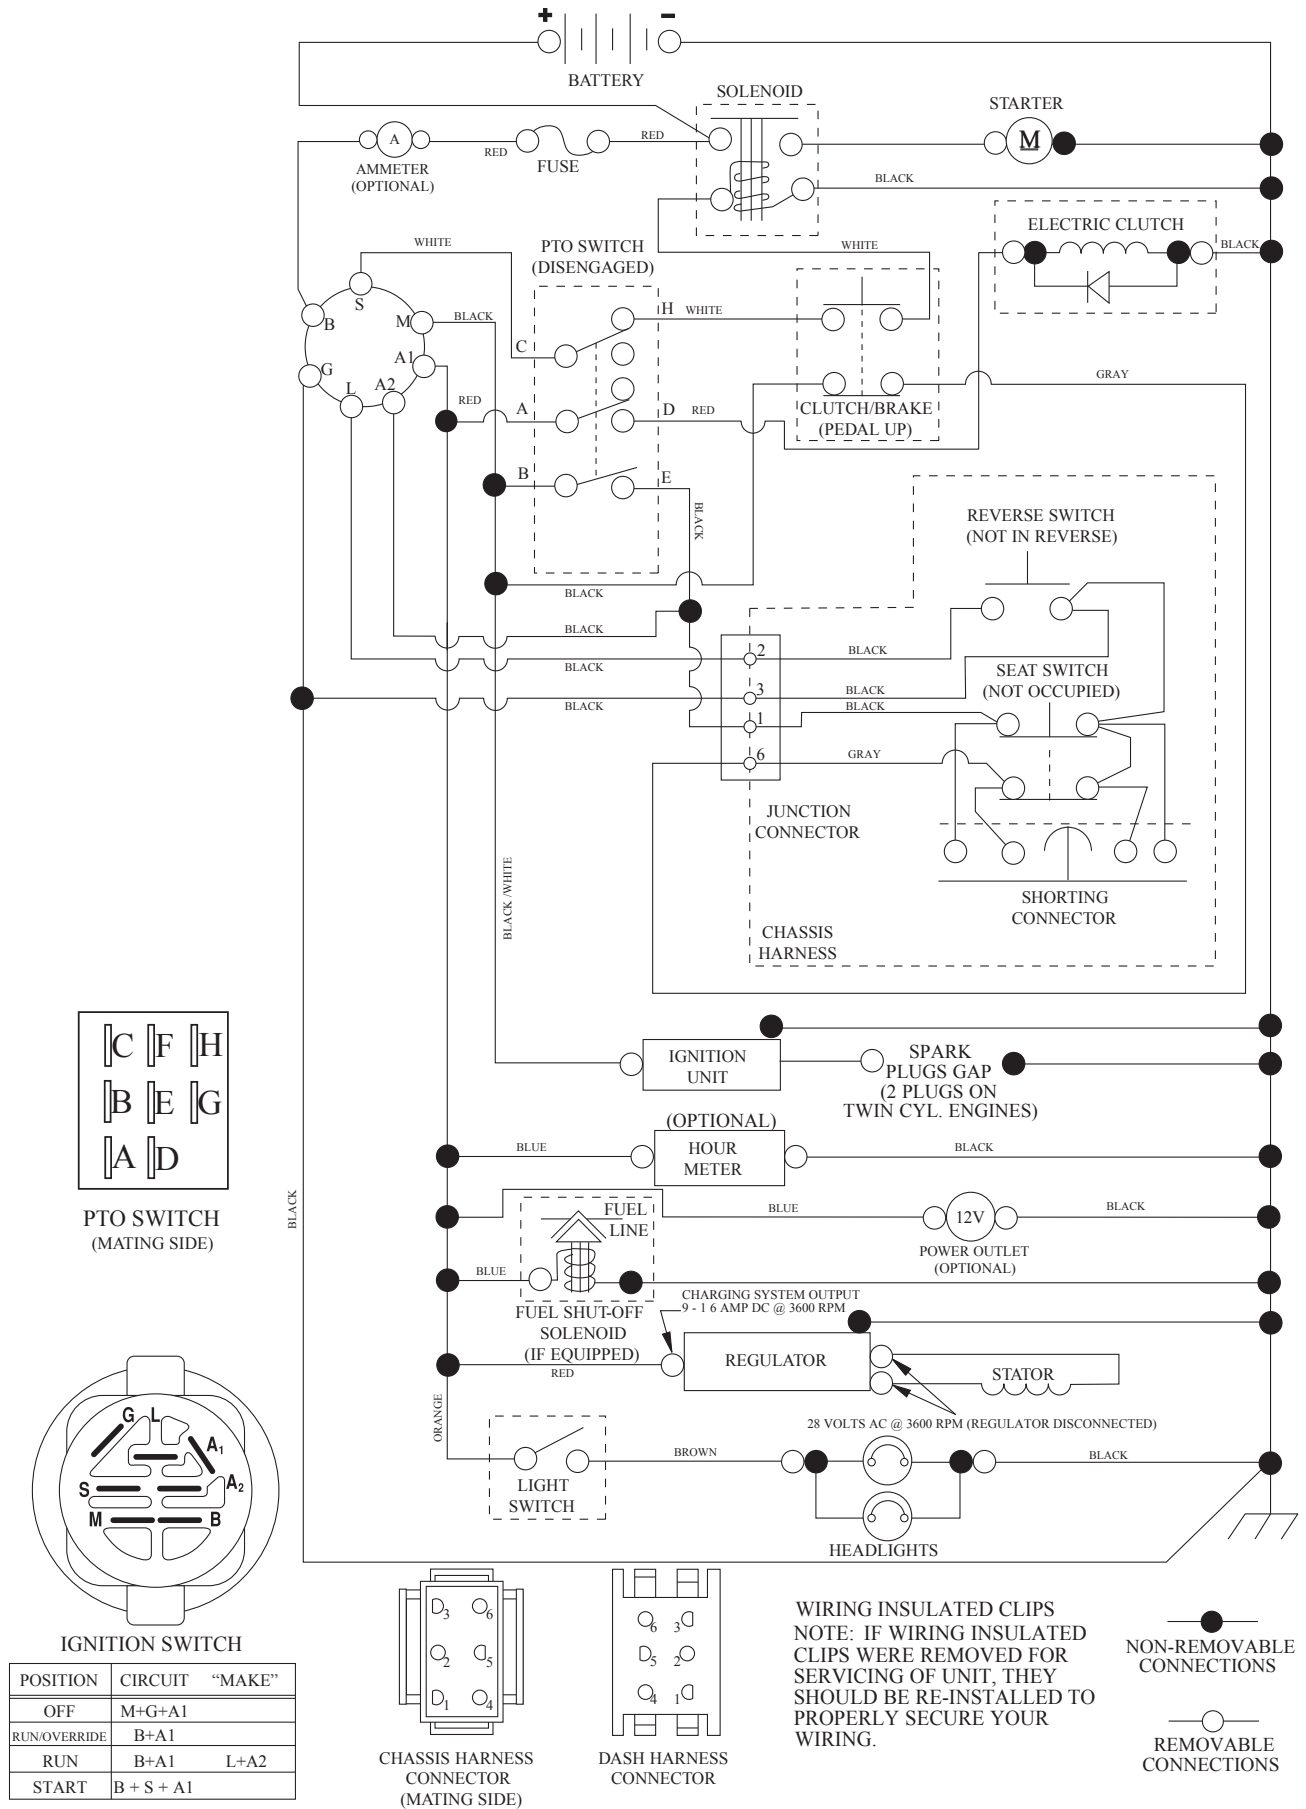 + −
BATTERY
SOLENOID
STARTER
A
M
RED
FUSE
RED
AMMETER
(OPTIONAL)
BLACK
ELECTRIC CLUTCH
WHITE
PTO SWITCH
(DISENGAGED)
WHITE
BLACK
S
B
M
BLACK
H
WHITE
C
A1
G
L
A2
GRAY
RED
A
D
RED
CLUTCH/BRAKE
(PEDAL UP)
B
E
BLACK
REVERSE SWITCH
(NOT IN REVERSE)
BLACK
BLACK
2
BLACK
BLACK
SEAT SWITCH
(NOT OCCUPIED)
3
BLACK
BLACK
BLACK
1
6
GRAY
JUNCTION
CONNECTOR
BLACK /WHITE
SHORTING
CONNECTOR
CHASSIS
HARNESS
C F H
B E G
A D
PTO SWITCH
(MATING SIDE)
IGNITION
UNIT
SPARK
PLUGS GAP
(2 PLUGS ON
TWIN CYL. ENGINES)
(OPTIONAL)
BLUE
HOUR
METER
BLACK
BLACK
FUEL
LINE
BLUE
12V
BLACK
POWER OUTLET
(OPTIONAL)
BLUE
CHARGING SYSTEM OUTPUT
9 - 1 6 AMP DC @ 3600 RPM
FUEL SHUT-OFF
SOLENOID
(IF EQUIPPED)
RED
REGULATOR
STATOR
ORANGE
28 VOLTS AC @ 3600 RPM (REGULATOR DISCONNECTED)
BROWN
BLACK
LIGHT
SWITCH
HEADLIGHTS
G L
A1
S
A2
M
B
IGNITION SWITCH
POSITION CIRCUIT “MAKE”
OFF M+G+A1
RUN/OVERRIDE B+A1
RUN B+A1 L+A2
START B + S + A1
3 6
2 5
1 4
CHASSIS HARNESS
CONNECTOR
(MATING SIDE)
6 3
5 2
4 1
DASH HARNESS
CONNECTOR
WIRING INSULATED CLIPS
NOTE: IF WIRING INSULATED
CLIPS WERE REMOVED FOR
SERVICING OF UNIT, THEY
SHOULD BE RE-INSTALLED TO
PROPERLY SECURE YOUR
WIRING.
NON-REMOVABLE
CONNECTIONS
REMOVABLE
CONNECTIONS